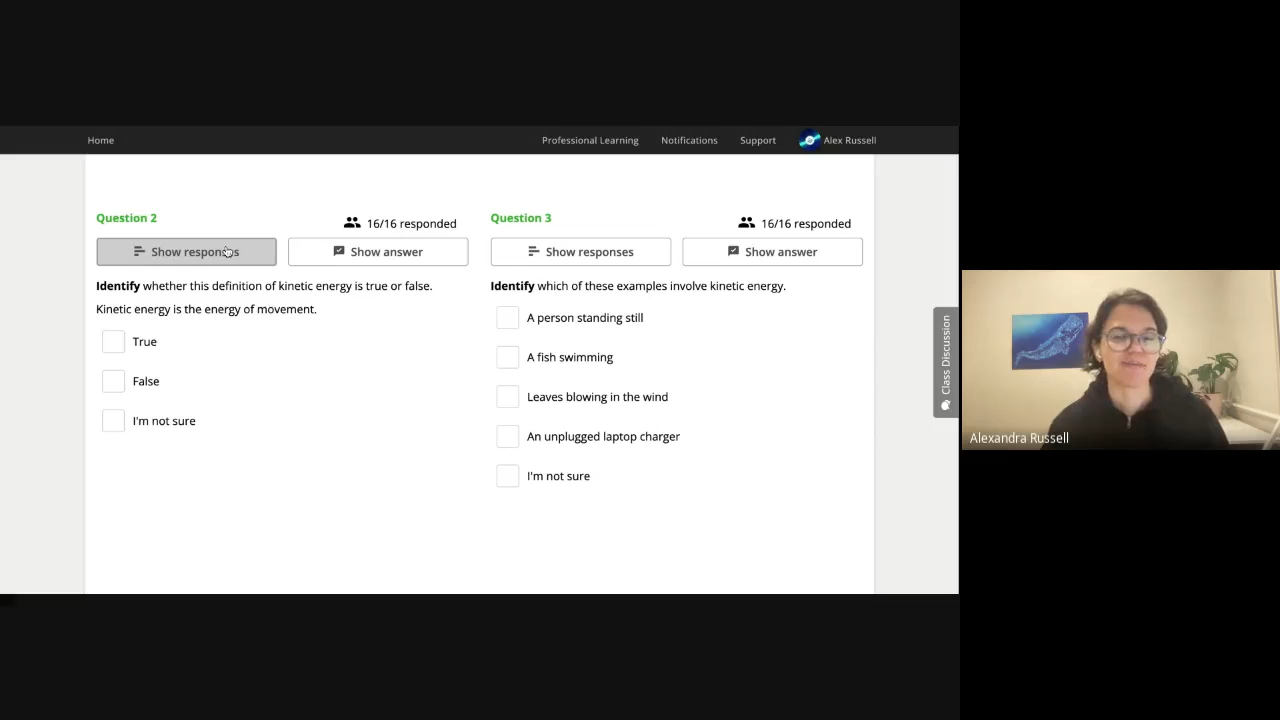 Home
Professional Learning
Notifications
Support
Alex Russell
Question 2
16/16 responded
Show responses
Show answer
Identify whether this definition of kinetic energy is true or false.
Kinetic energy is the energy of movement.
True
False
I'm not sure
Question 3
16/16 responded
Show responses
Show answer
Identify which of these examples involve kinetic energy.
A person standing still
A fish swimming
Leaves blowing in the wind
An unplugged laptop charger
I'm not sure
Class Discussion
Alexandra Russell